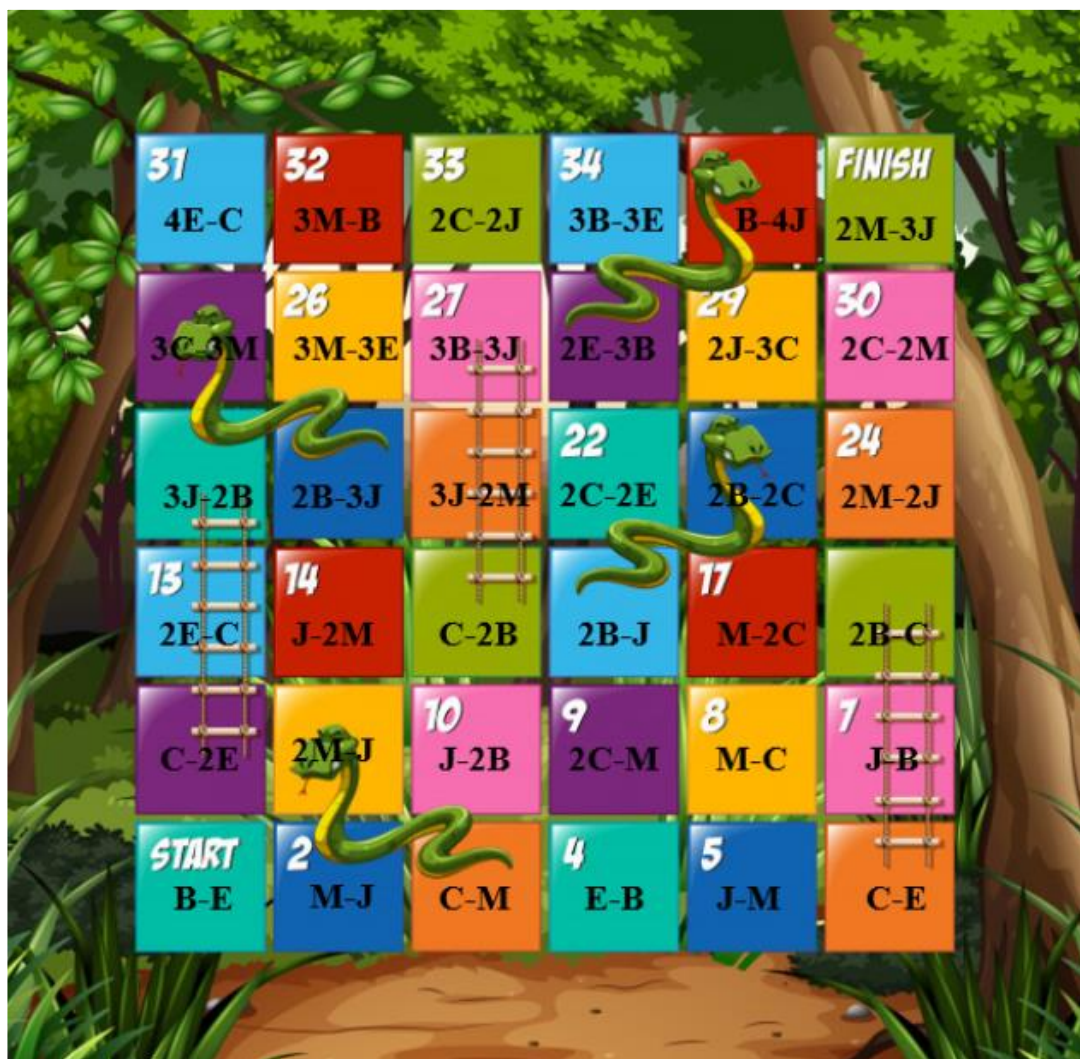 31 32 33 34 FINISH
4E-C 3M-B 2C-2J 3B-3E B-4J 2M-3J
26 27 29 30
3C-3M 3M-3E 3B-3J 2E-3B 2J-3C 2C-2M
22 24
3J-2B 2B-3J 3J-2M 2C-2E 2B-2C 2M-2J
13 14 17
2E-C J-2M C-2B 2B-J M-2C 2B-C
10 9 8 7
C-2E 2M-J J-2B 2C-M M-C J-B
START 2 4 5
B-E M-J C-M E-B J-M C-E